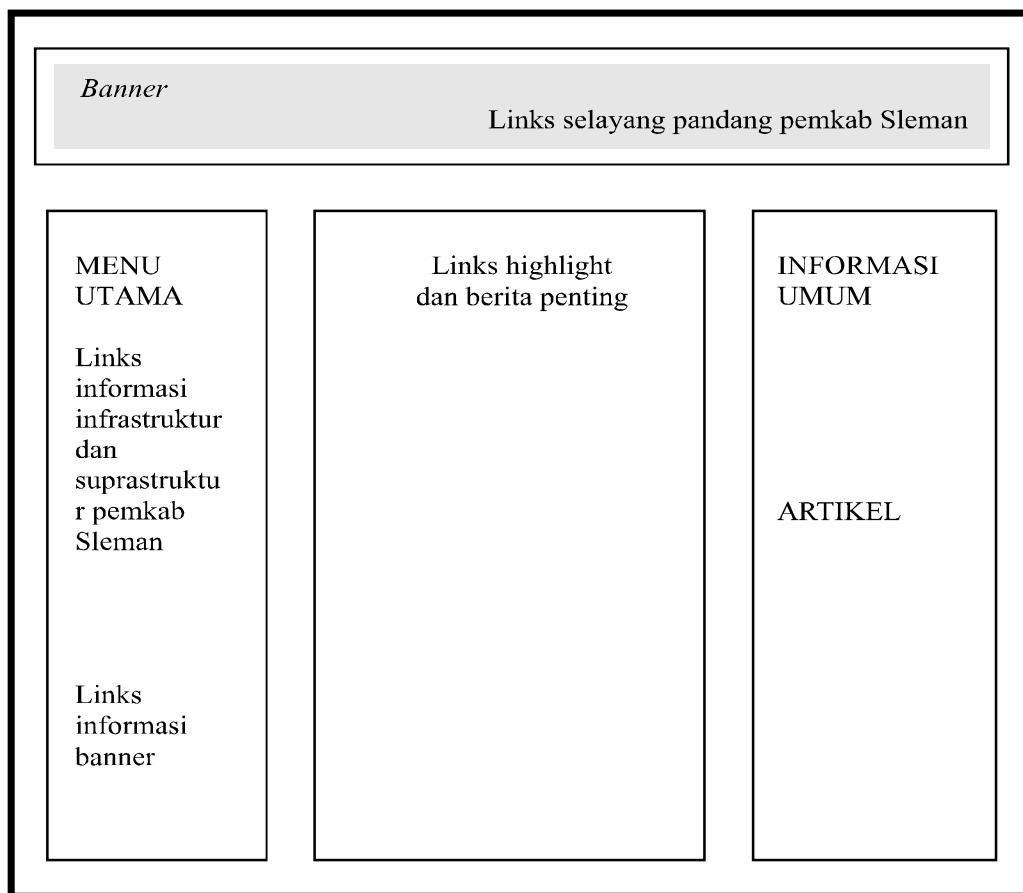 Banner
Links selayang pandang pemkab Sleman
MENU
UTAMA
Links
informasi
infrastruktur
dan
suprastruktu
r pemkab
Sleman
Links
informasi
banner
Links highlight
dan berita penting
INFORMASI
UMUM
ARTIKEL